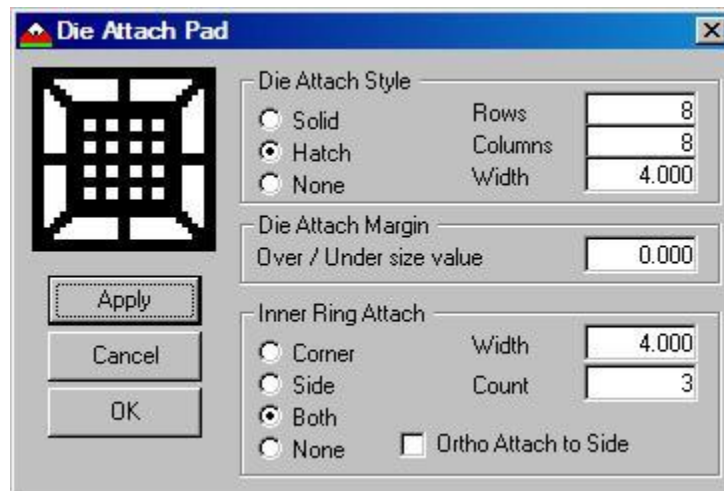 Die Attach Pad
Die Attach Style
Solid
Rows 8
Hatch
Columns 8
None
Width 4.000
Die Attach Margin
Over / Under size value 0.000
Apply
Cancel
OK
Inner Ring Attach
Corner
Width 4.000
Side
Count 3
Both
None
Ortho Attach to Side